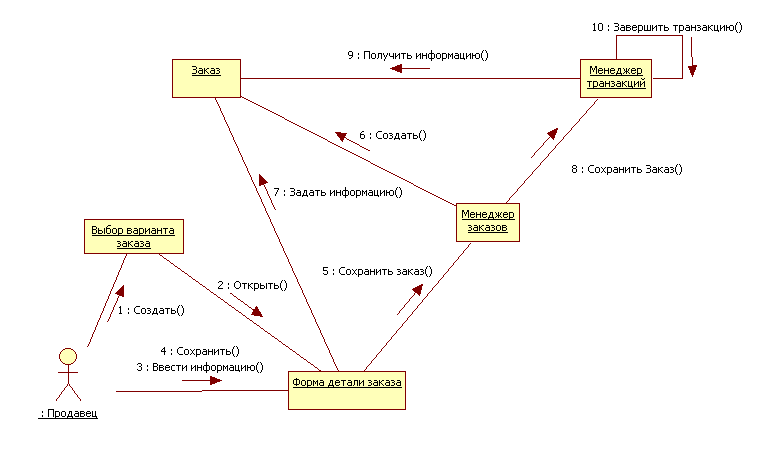 10 : Завершить транзакцию()
9 : Получить информацию()
Заказ
Менеджер
транзакций
6 : Создать()
8 : Сохранить Заказ()
7 : Задать информацию()
Менеджер
заказов
Выбор варианта
заказа
5 : Сохранить заказ()
2 : Открыть()
1 : Создать()
4 : Сохранить()
3 : Ввести информацию()
Форма детали заказа
: Продавец